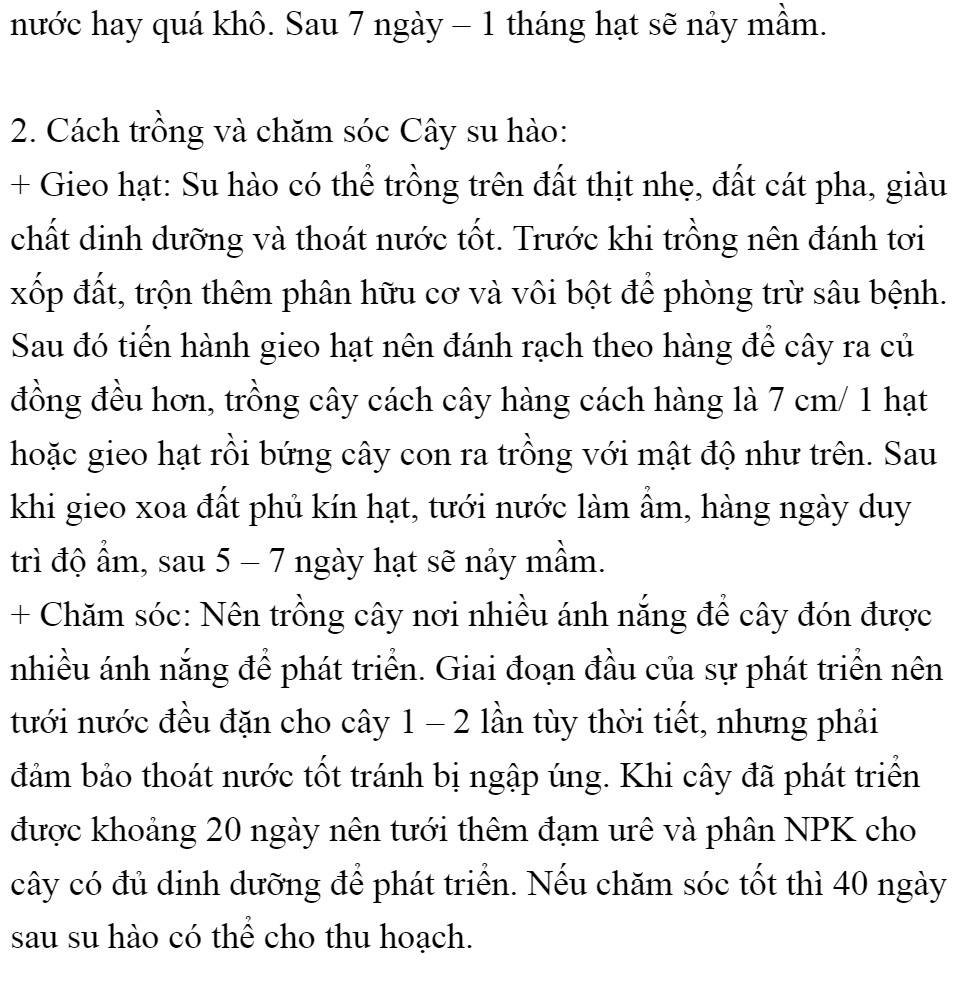 nước hay quá khô. Sau 7 ngày – 1 tháng hạt sẽ nảy mầm.
2. Cách trồng và chăm sóc Cây su hào:
+ Gieo hạt: Su hào có thể trồng trên đất thịt nhẹ, đất cát pha, giàu
chất dinh dưỡng và thoát nước tốt. Trước khi trồng nên đánh tơi
xốp đất, trộn thêm phân hữu cơ và vôi bột để phòng trừ sâu bệnh.
Sau đó tiến hành gieo hạt nên đánh rạch theo hàng để cây ra củ
đồng đều hơn, trồng cây cách cây hàng cách hàng là 7 cm/ 1 hạt
hoặc gieo hạt rồi bứng cây con ra trồng với mật độ như trên. Sau
khi gieo xoa đất phủ kín hạt, tưới nước làm ẩm, hàng ngày duy
trì độ ẩm, sau 5 – 7 ngày hạt sẽ nảy mầm.
+ Chăm sóc: Nên trồng cây nơi nhiều ánh nắng để cây đón được
nhiều ánh nắng để phát triển. Giai đoạn đầu của sự phát triển nên
tưới nước đều đặn cho cây 1 – 2 lần tùy thời tiết, nhưng phải
đảm bảo thoát nước tốt tránh bị ngập úng. Khi cây đã phát triển
được khoảng 20 ngày nên tưới thêm đạm urê và phân NPK cho
cây có đủ dinh dưỡng để phát triển. Nếu chăm sóc tốt thì 40 ngày
sau su hào có thể cho thu hoạch.